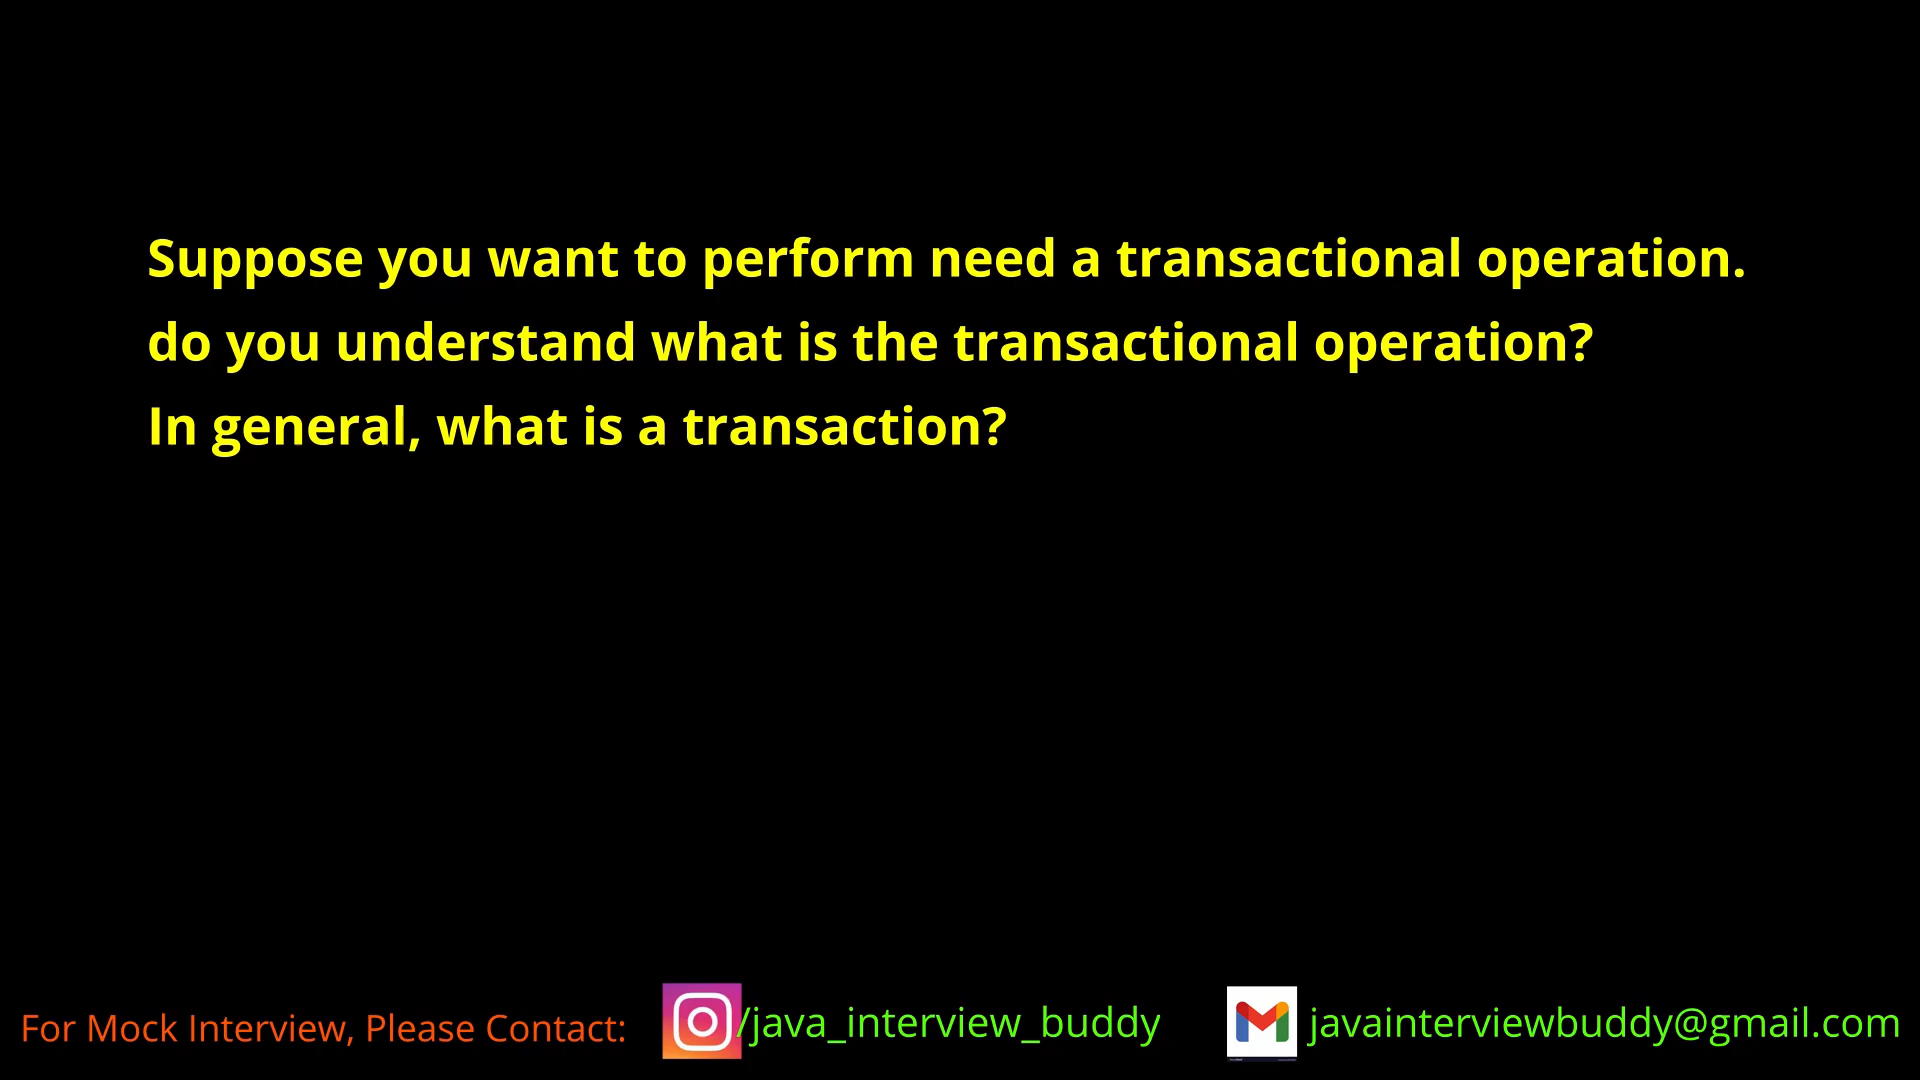 Suppose you want to perform need a transactional operation.
do you understand what is the transactional operation?
In general, what is a transaction?
For Mock Interview, Please Contact: /java_interview_buddy javainterviewbuddy@gmail.com